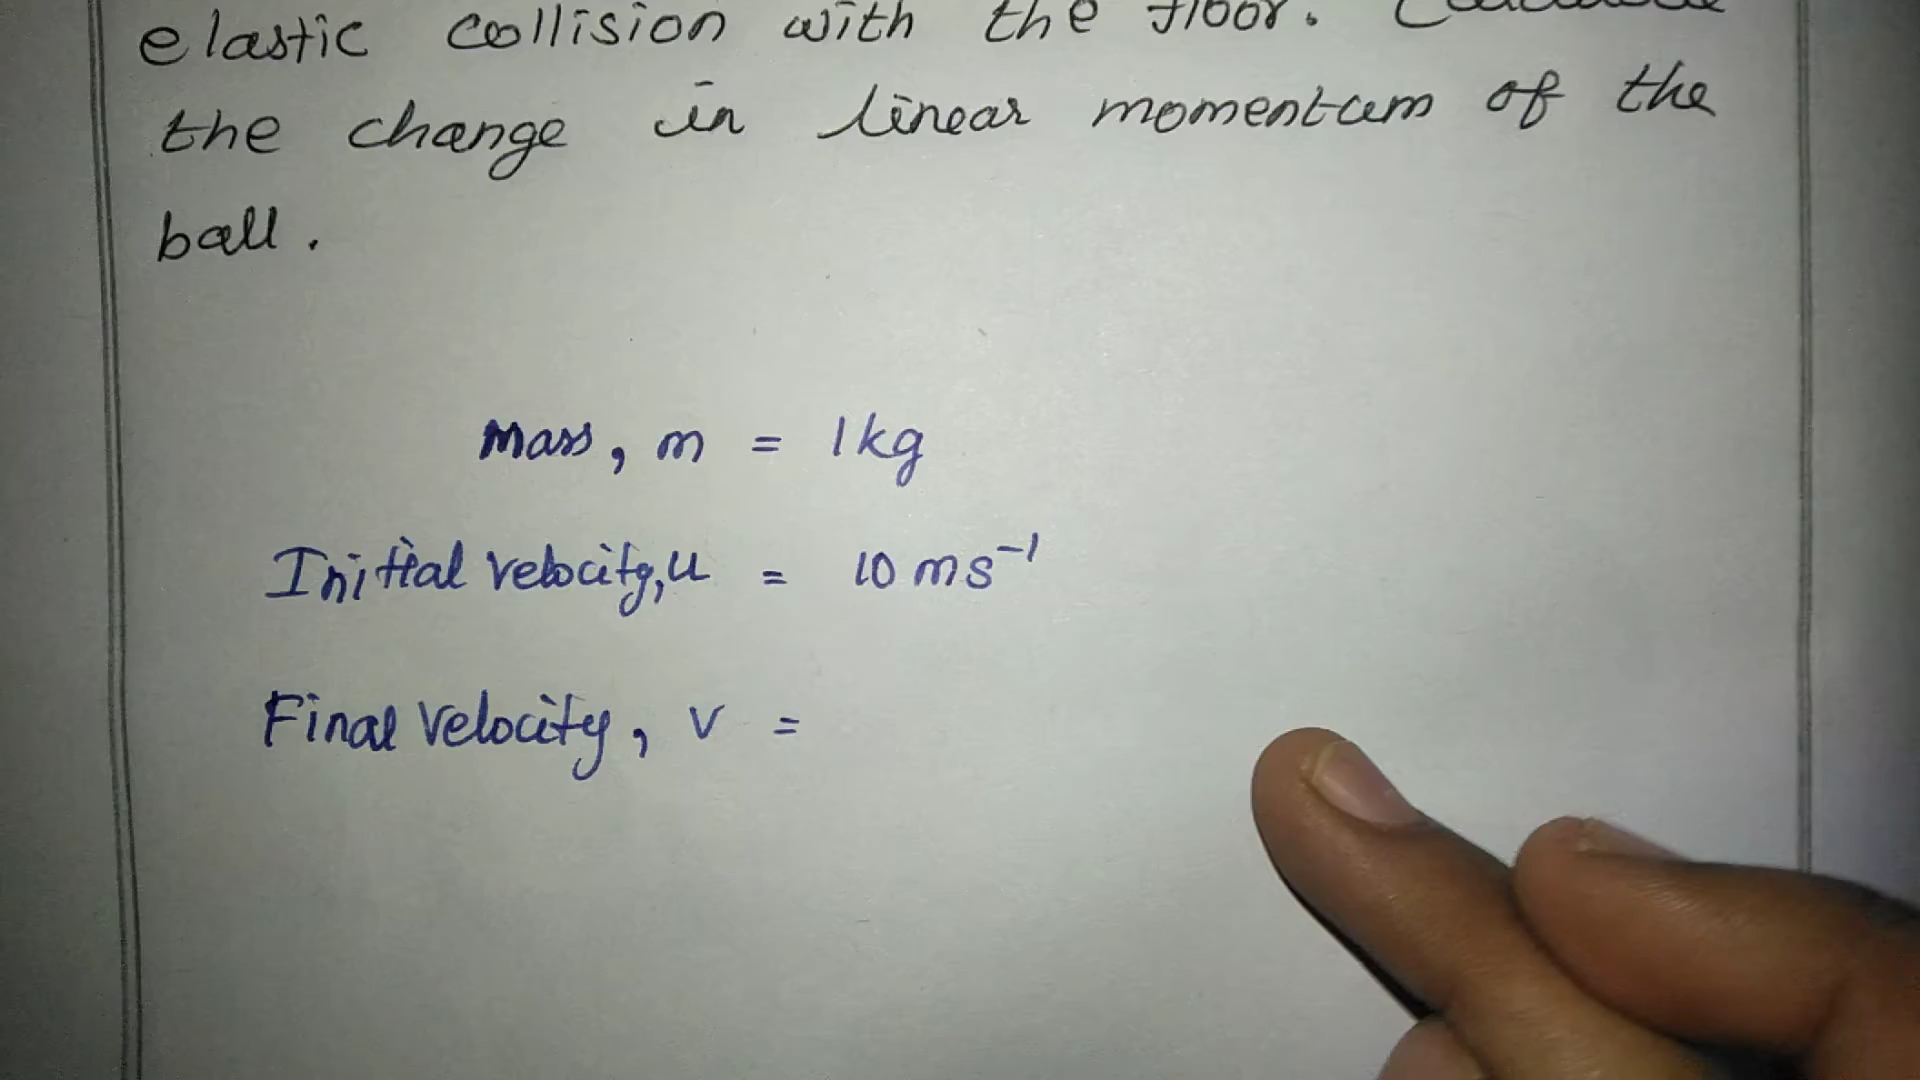 elastic collision with the floor. Calculate
the change in linear momentum of the
ball.
Mass, m = 1kg
Initial velocity, u = 10 ms⁻¹
Final velocity, v =